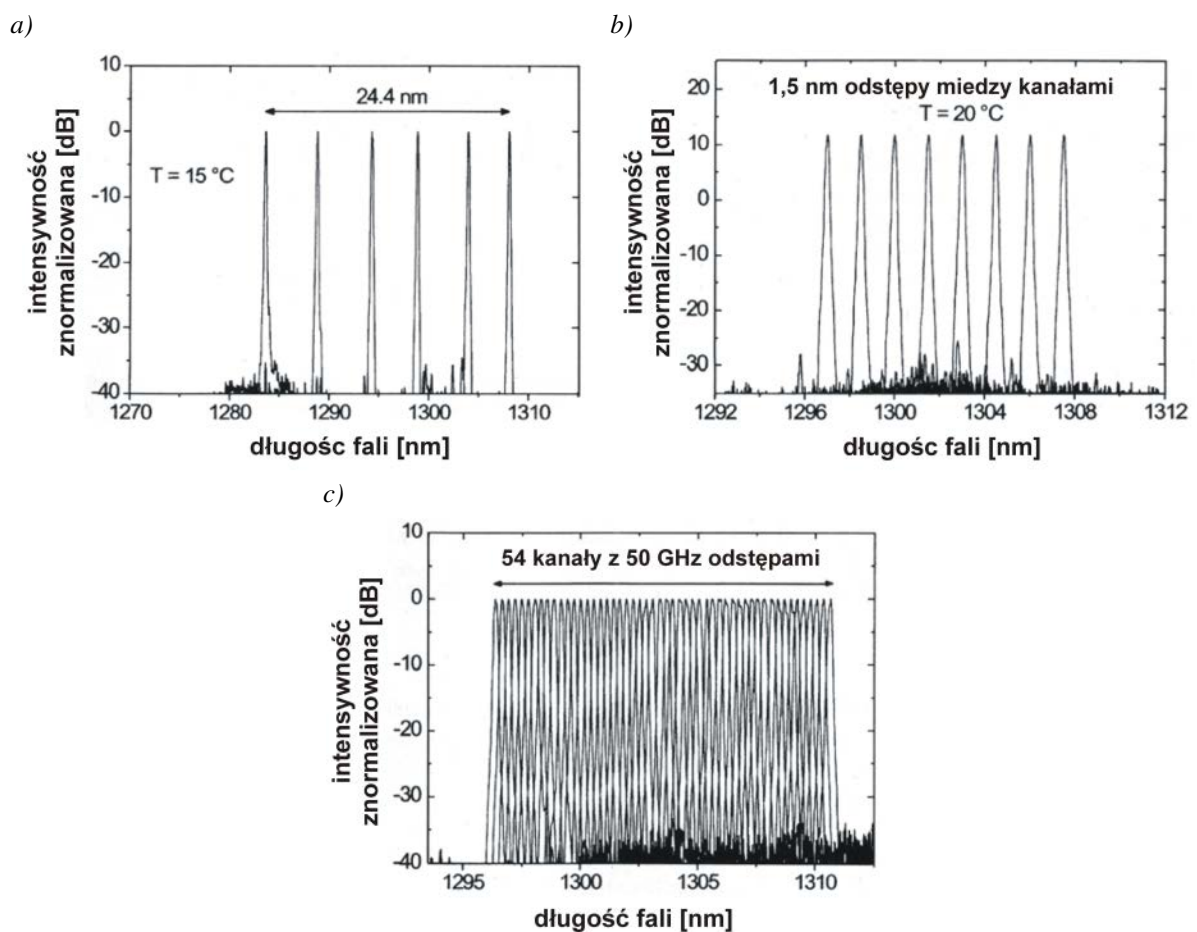 a)
10
0
-10
-20
-30
-40
intensywność
znormalizowana [dB]
24.4 nm
T = 15 °C
1270
1280
1290
1300
1310
długośc fali [nm]
b)
20
10
0
-10
-20
-30
intensywność
znormalizowana [dB]
1,5 nm odstępy miedzy kanałami
T = 20 °C
1292
1296
1300
1304
1308
1312
długość fali [nm]
c)
10
0
-10
-20
-30
-40
intensywność
znormalizowana [dB]
54 kanały z 50 GHz odstępami
1295
1300
1305
1310
długość fali [nm]